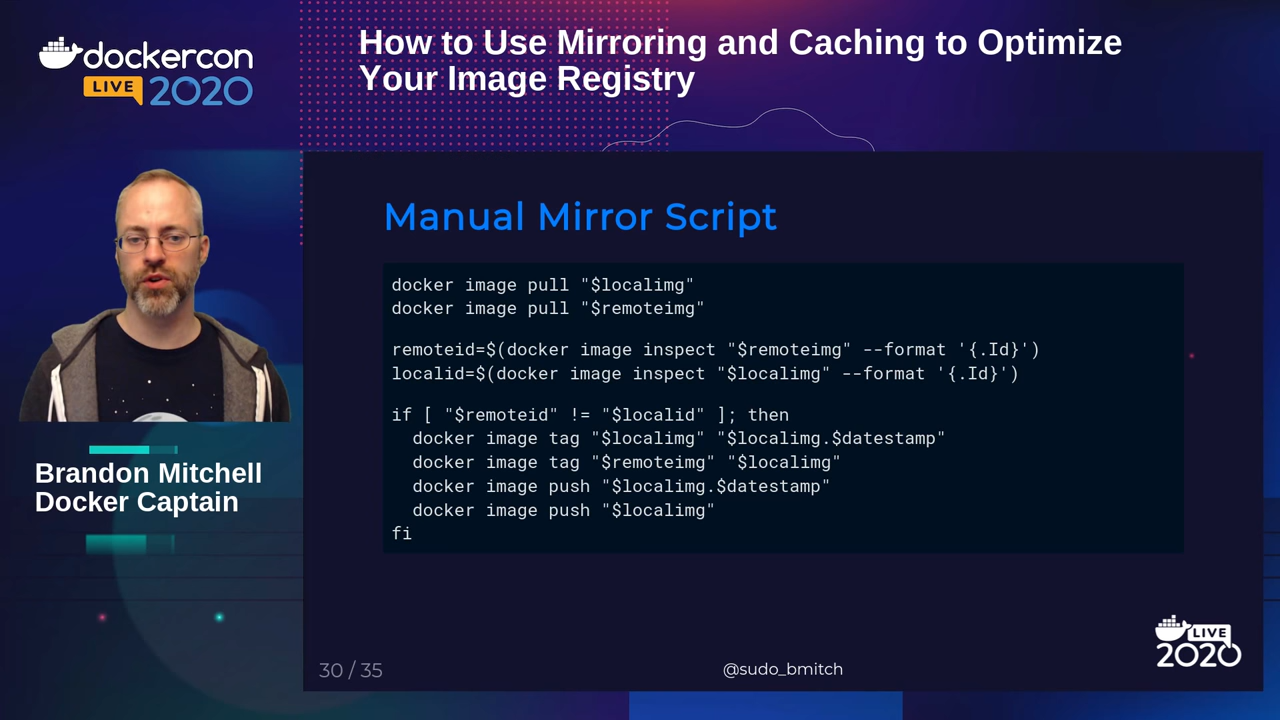 dockercon
LIVE 2020
How to Use Mirroring and Caching to Optimize
Your Image Registry
Manual Mirror Script
docker image pull "$localimg"
docker image pull "$remoteimg"
remoteid=$(docker image inspect "$remoteimg" --format '{.Id}')
localid=$(docker image inspect "$localimg" --format '{.Id}')
if [ "$remoteid" != "$localid" ]; then
  docker image tag "$localimg" "$localimg.$datestamp"
  docker image tag "$remoteimg" "$localimg"
  docker image push "$localimg.$datestamp"
  docker image push "$localimg"
fi
Brandon Mitchell
Docker Captain
30 / 35
@sudo_bmitch
LIVE
2020